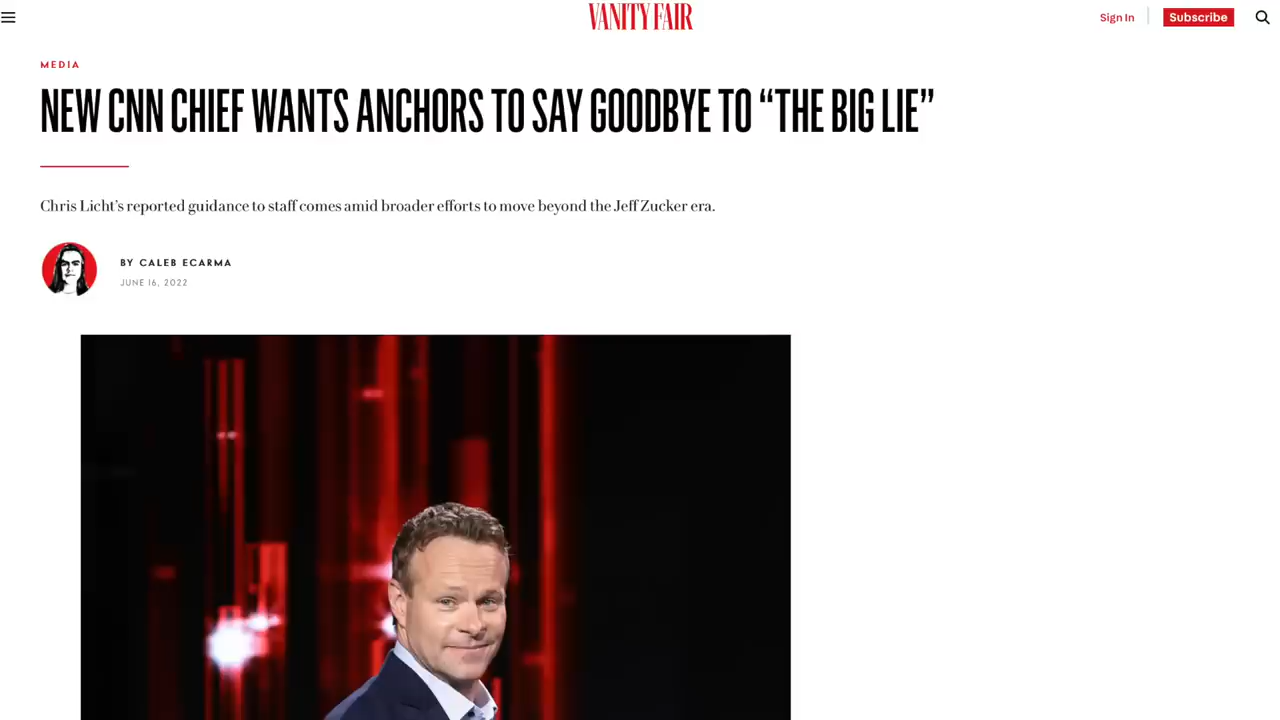 VANITY FAIR
Sign In
Subscribe
MEDIA
NEW CNN CHIEF WANTS ANCHORS TO SAY GOODBYE TO “THE BIG LIE”
Chris Licht’s reported guidance to staff comes amid broader efforts to move beyond the Jeff Zucker era.
BY CALEB ECARMA
JUNE 16, 2022